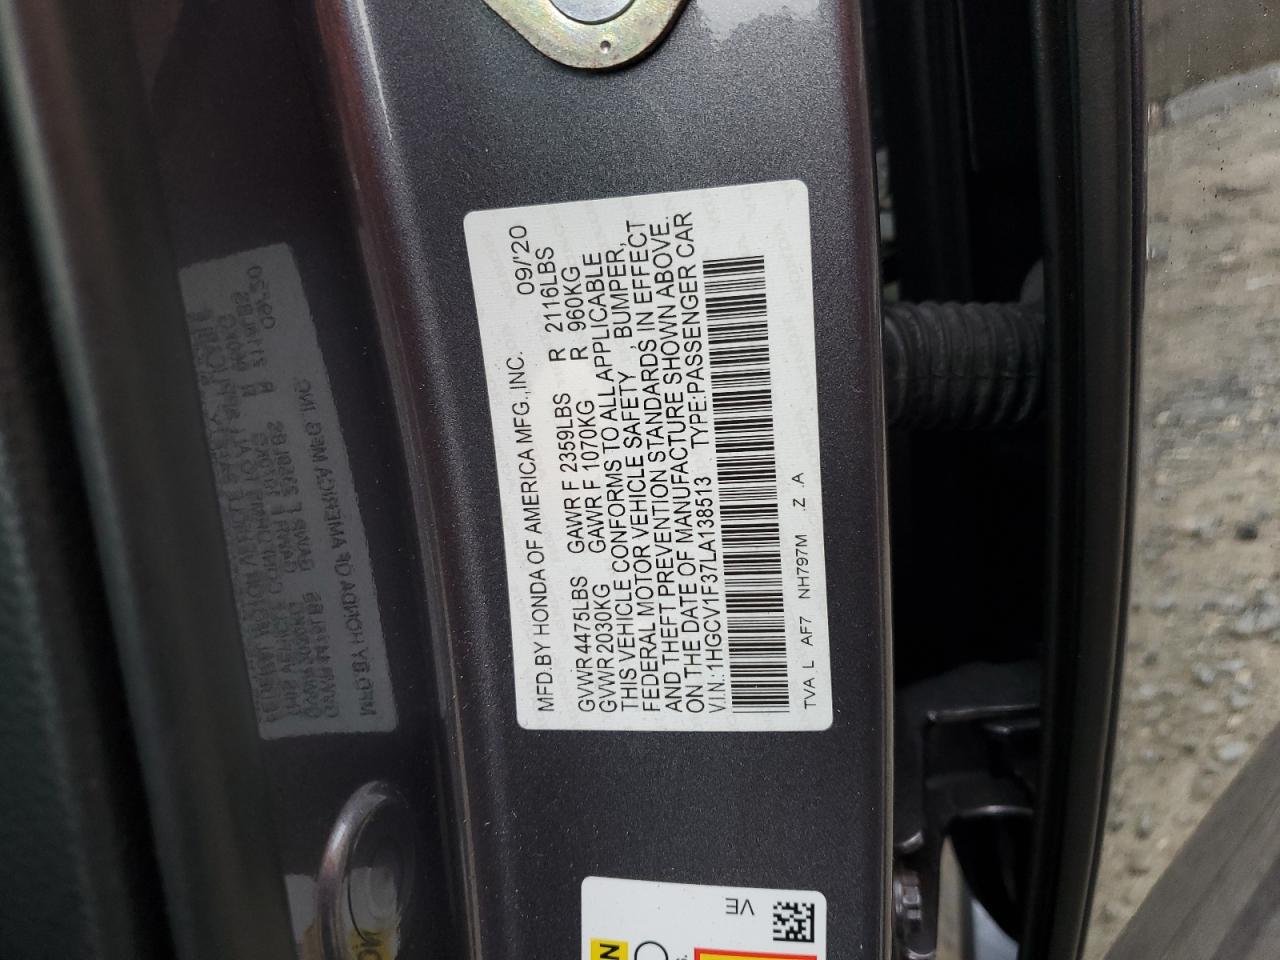 MFD.BY HONDA OF AMERICA MFG.,INC. 09/'20
GVWR 4475LBS GAWR F 2359LBS R 2116LBS
GVWR 2030KG GAWR F 1070KG R 960KG
THIS VEHICLE CONFORMS TO ALL APPLICABLE
FEDERAL MOTOR VEHICLE SAFETY , BUMPER,
AND THEFT PREVENTION STANDARDS IN EFFECT
ON THE DATE OF MANUFACTURE SHOWN ABOVE.
V.I.N.:1HGCV1F37LA138513 TYPE:PASSENGER CAR
TVA L AF7 NH797M .Z .A
VE